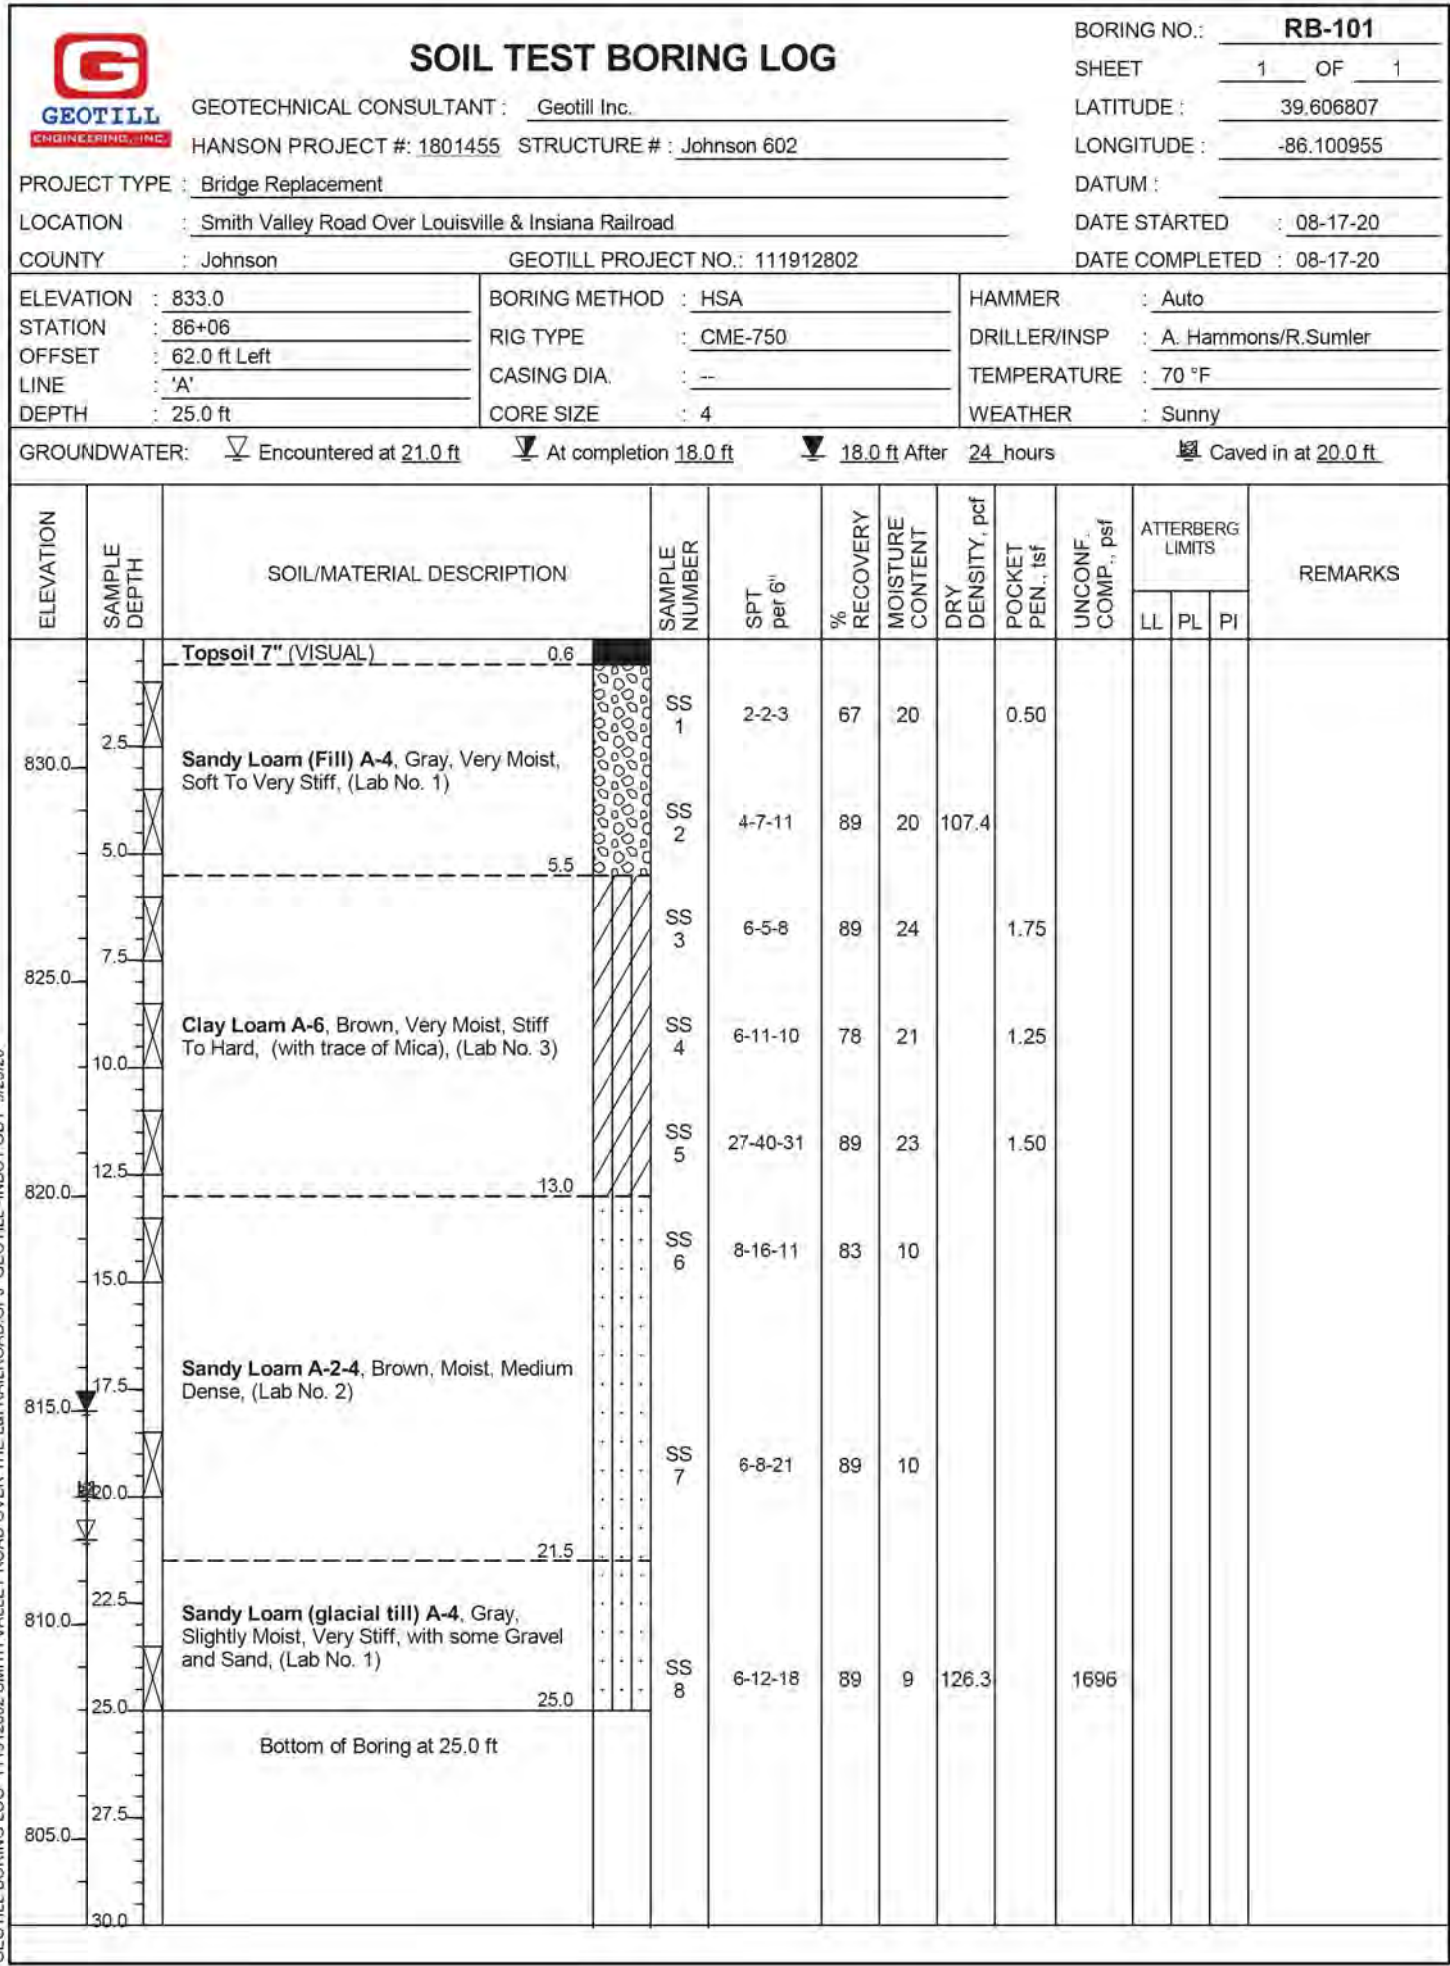 BORING NO.: RB-101
SOIL TEST BORING LOG
SHEET 1 OF 1
GEOTILL
ENGINEERING, INC.
GEOTECHNICAL CONSULTANT : Geotill Inc.
LATITUDE : 39.606807
HANSON PROJECT #: 1801455 STRUCTURE # : Johnson 602
LONGITUDE : -86.100955
PROJECT TYPE : Bridge Replacement
DATUM :
LOCATION : Smith Valley Road Over Louisville & Insiana Railroad
DATE STARTED : 08-17-20
COUNTY : Johnson GEOTILL PROJECT NO.: 111912802
DATE COMPLETED : 08-17-20
ELEVATION : 833.0
STATION : 86+06
OFFSET : 62.0 ft Left
LINE : 'A'
DEPTH : 25.0 ft
BORING METHOD : HSA
RIG TYPE : CME-750
CASING DIA. : --
CORE SIZE : 4
HAMMER : Auto
DRILLER/INSP : A. Hammons/R.Sumler
TEMPERATURE : 70 °F
WEATHER : Sunny
GROUNDWATER: Encountered at 21.0 ft At completion 18.0 ft 18.0 ft After 24 hours Caved in at 20.0 ft
ELEVATION
SAMPLE DEPTH
SOIL/MATERIAL DESCRIPTION
SAMPLE NUMBER
SPT per 6"
% RECOVERY
MOISTURE CONTENT
DRY DENSITY, pcf
POCKET PEN., tsf
UNCONF. COMP., psf
ATTERBERG LIMITS
LL PL PI
REMARKS
Topsoil 7" (VISUAL) 0.6
SS 1 2-2-3 67 20 0.50
2.5
830.0
Sandy Loam (Fill) A-4, Gray, Very Moist,
Soft To Very Stiff, (Lab No. 1)
SS 2 4-7-11 89 20 107.4
5.0
5.5
SS 3 6-5-8 89 24 1.75
7.5
825.0
Clay Loam A-6, Brown, Very Moist, Stiff
To Hard, (with trace of Mica), (Lab No. 3)
SS 4 6-11-10 78 21 1.25
10.0
SS 5 27-40-31 89 23 1.50
12.5
820.0
13.0
SS 6 8-16-11 83 10
15.0
Sandy Loam A-2-4, Brown, Moist, Medium
Dense, (Lab No. 2)
17.5
815.0
SS 7 6-8-21 89 10
20.0
21.5
22.5
810.0
Sandy Loam (glacial till) A-4, Gray,
Slightly Moist, Very Stiff, with some Gravel
and Sand, (Lab No. 1)
SS 8 6-12-18 89 9 126.3 1696
25.0
25.0
Bottom of Boring at 25.0 ft
27.5
805.0
30.0